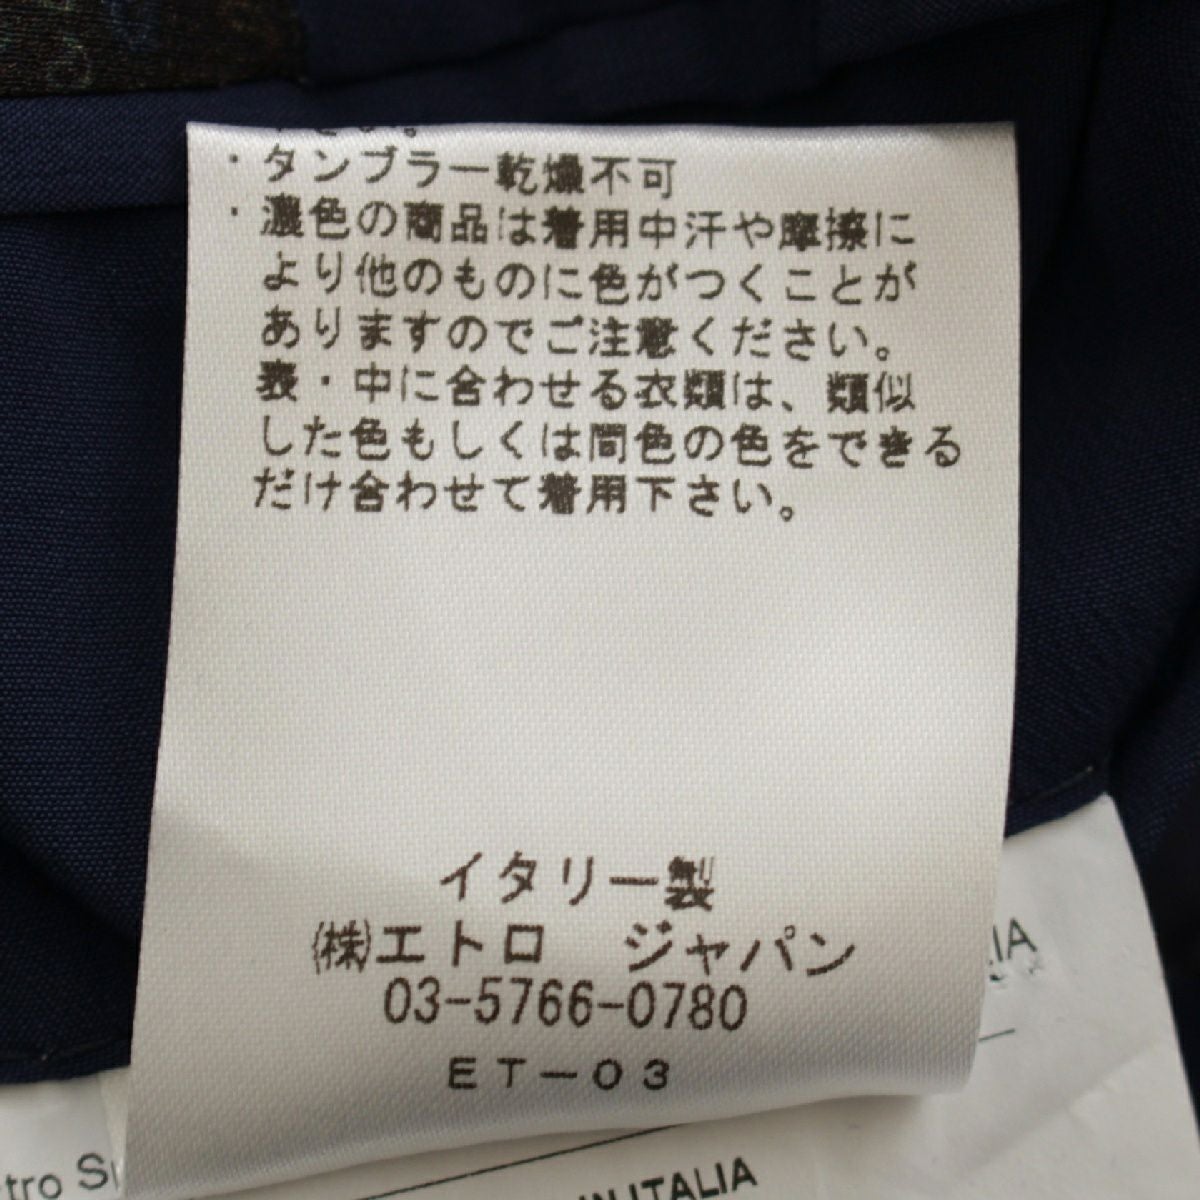 さい。
・タンブラー乾燥不可
・濃色の商品は着用中汗や摩擦に
より他のものに色がつくことが
ありますのでご注意ください。
表・中に合わせる衣類は、類似
した色もしくは同色の色をできる
だけ合わせて着用下さい。
イタリー製
㈱エトロ ジャパン
03-5766-0780
ET-03
IN ITALIA